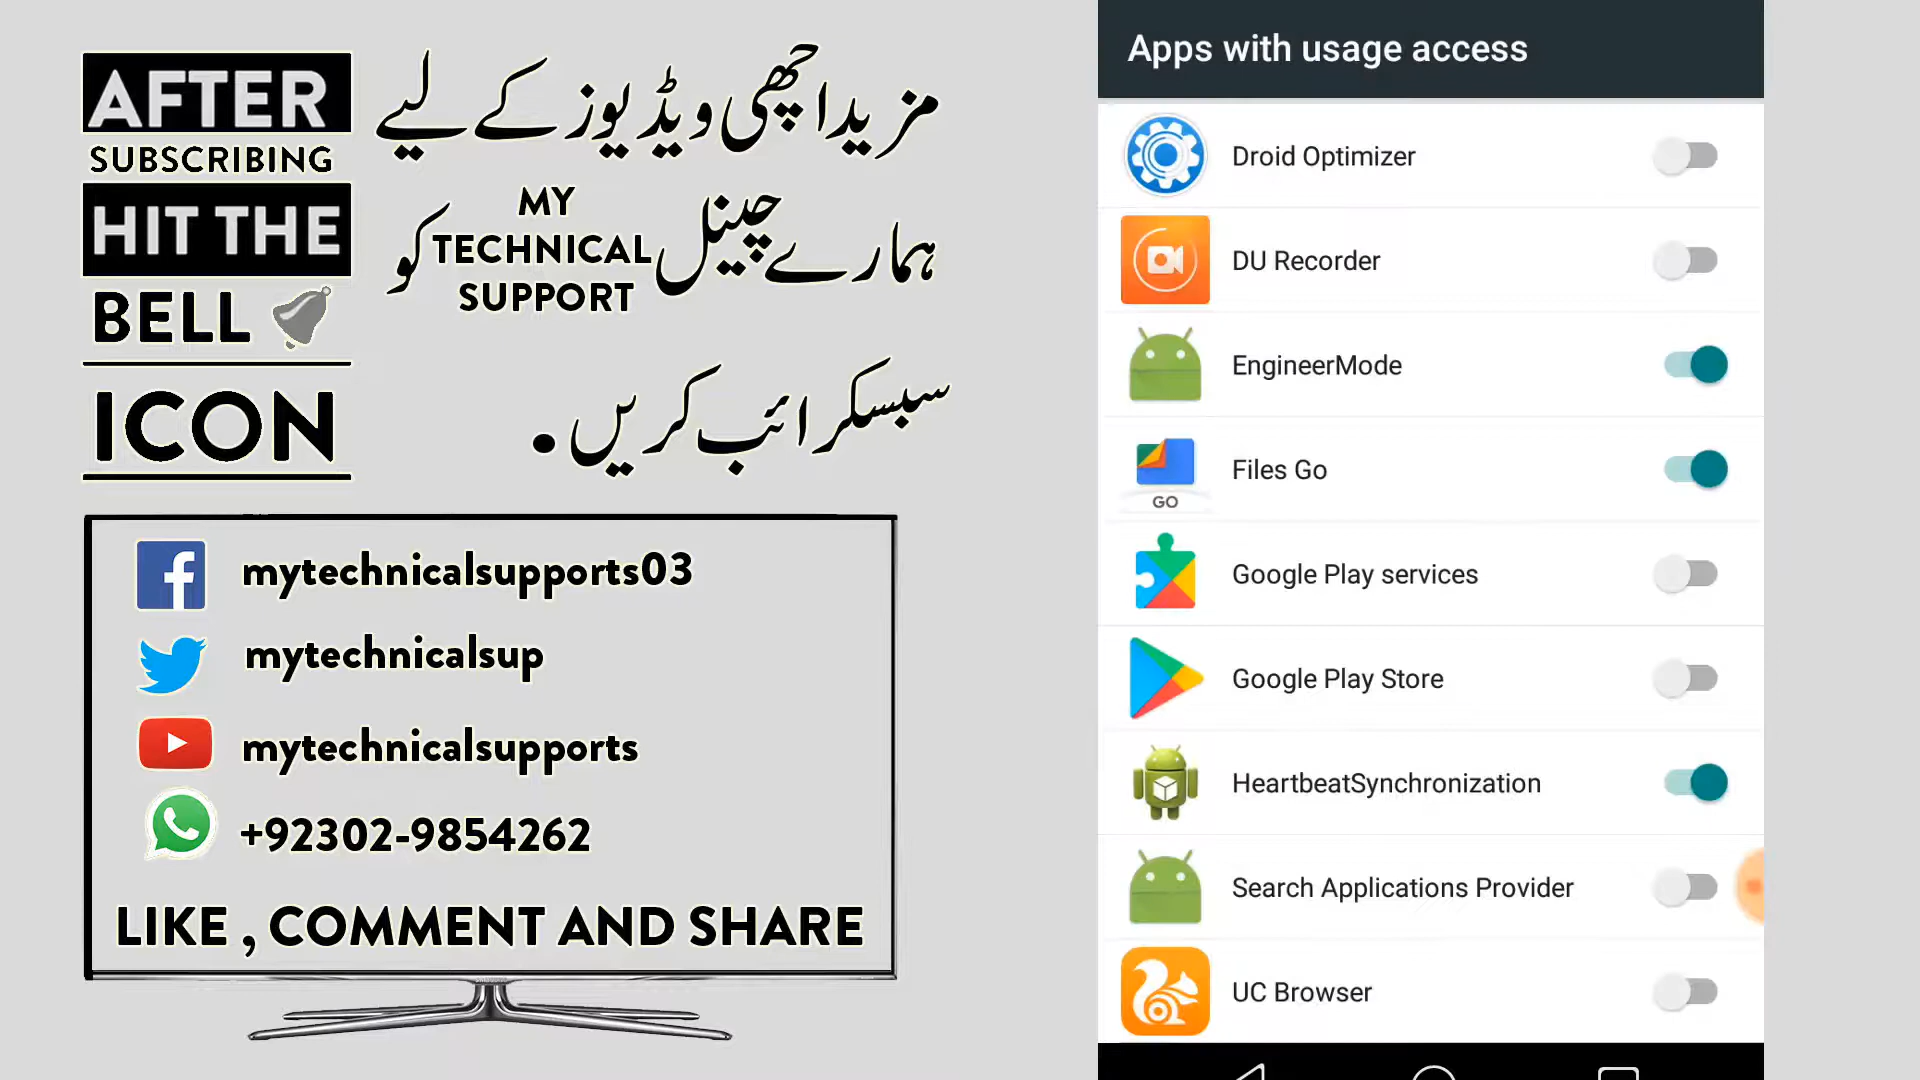 AFTER
SUBSCRIBING
HIT THE
BELL
ICON
مزید اچھی ویڈیوز کے لیے
ہمارے چینل MY TECHNICAL SUPPORT کو
سبسکرائب کریں.
mytechnicalsupports03
mytechnicalsup
mytechnicalsupports
+92302-9854262
LIKE , COMMENT AND SHARE
Apps with usage access
Droid Optimizer
DU Recorder
EngineerMode
Files Go
GO
Google Play services
Google Play Store
HeartbeatSynchronization
Search Applications Provider
UC Browser